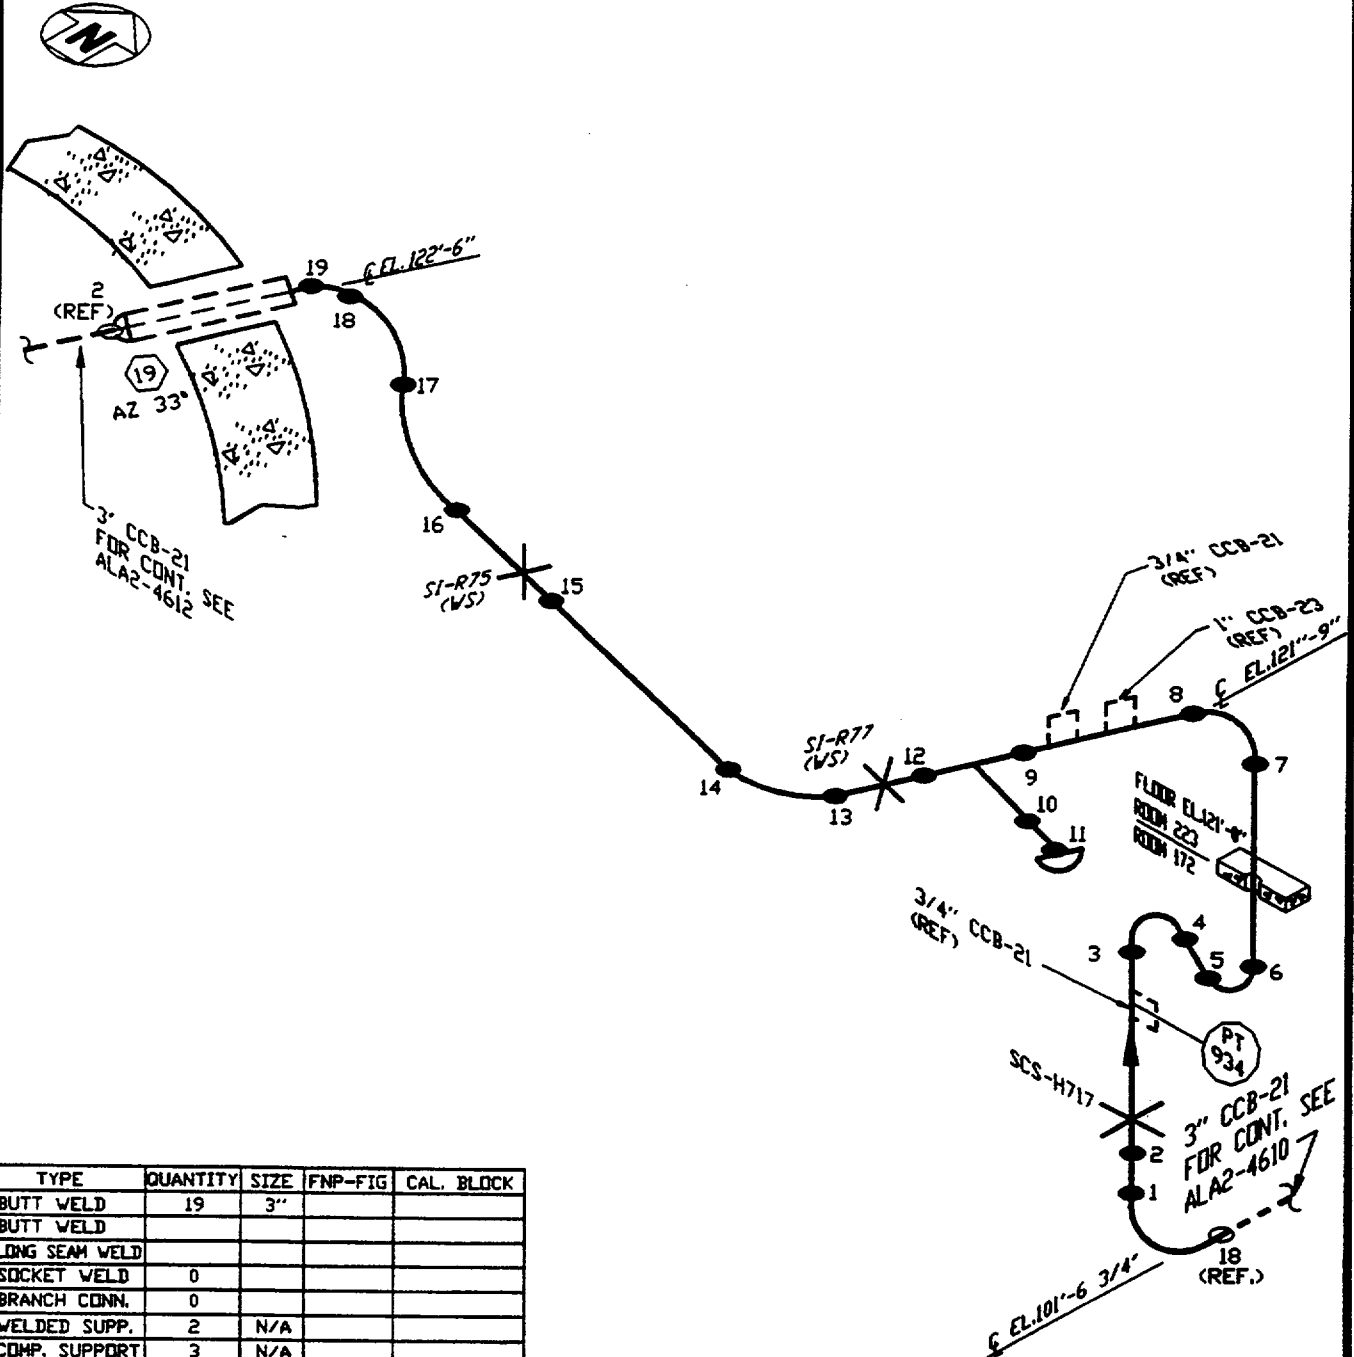 N
19
℄ EL.122'-6"
2
(REF)
18
19
AZ 33°
17
3" CCB-21
FOR CONT. SEE
ALA2-4612
16
SI-R75
(WS)
15
3/4" CCB-21
(REF)
1" CCB-23
(REF)
℄ EL.121'-9"
8
SI-R77
(WS)
12
9
7
14
13
10
11
FLOOR EL.121'-
ROOM 223
ROOM 172
3/4" CCB-21
(REF)
3
4
5
6
PT
934
SCS-H717
3" CCB-21
FOR CONT. SEE
ALA2-4610
2
1
18
(REF.)
℄ EL.101'-6 3/4"
TYPE QUANTITY SIZE FNP-FIG CAL. BLOCK
BUTT WELD 19 3"
BUTT WELD
LONG SEAM WELD
SOCKET WELD 0
BRANCH CONN. 0
WELDED SUPP. 2 N/A
COMP. SUPPORT 3 N/A